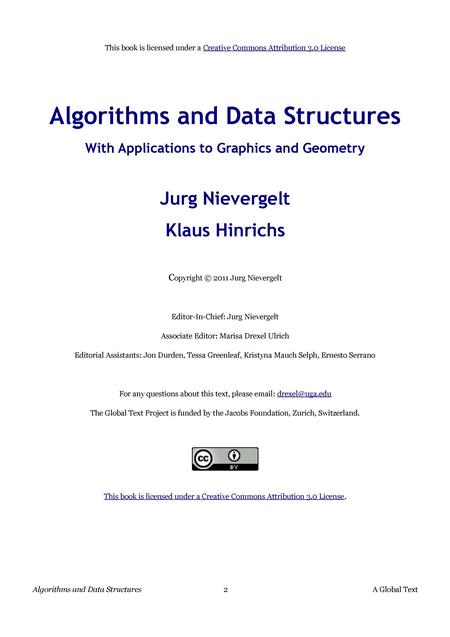 This book is licensed under a Creative Commons Attribution 3.0 License
Algorithms and Data Structures
With Applications to Graphics and Geometry
Jurg Nievergelt
Klaus Hinrichs
Copyright © 2011 Jurg Nievergelt
Editor-In-Chief: Jurg Nievergelt
Associate Editor: Marisa Drexel Ulrich
Editorial Assistants: Jon Durden, Tessa Greenleaf, Kristyna Mauch Selph, Ernesto Serrano
For any questions about this text, please email: drexel@uga.edu
The Global Text Project is funded by the Jacobs Foundation, Zurich, Switzerland.
cc
BY
This book is licensed under a Creative Commons Attribution 3.0 License.
Algorithms and Data Structures 2 A Global Text